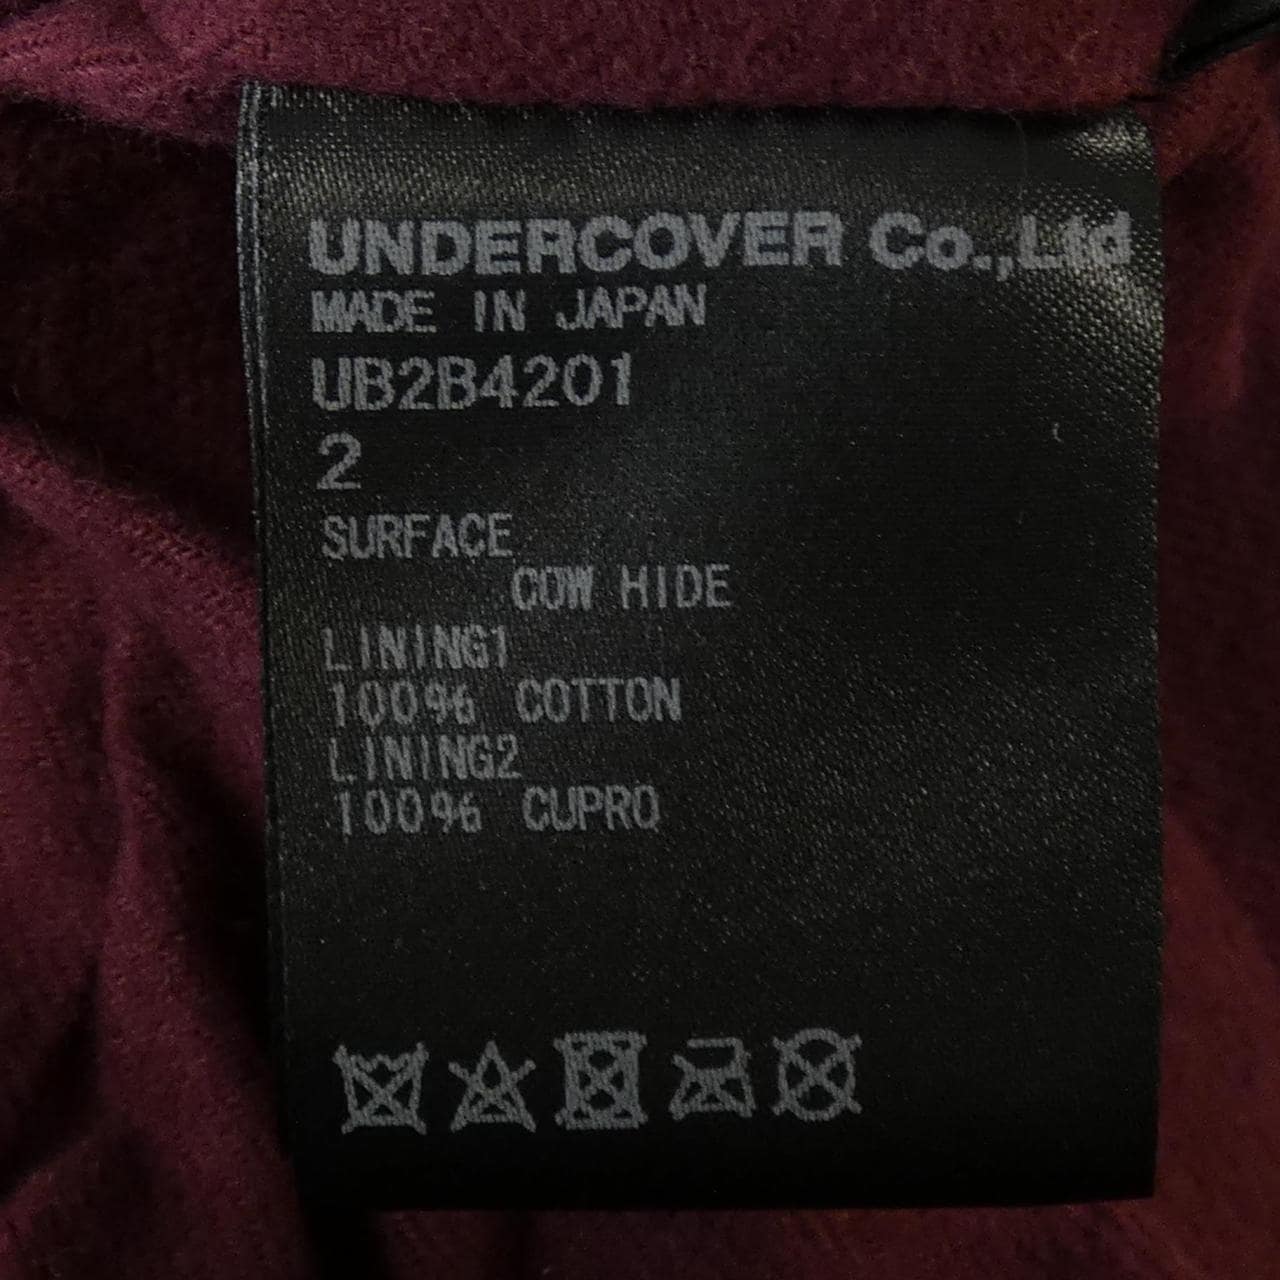 UNDERCOVER Co.,Ltd
MADE IN JAPAN
UB2B4201
2
SURFACE
COW HIDE
LINING1
100% COTTON
LINING2
100% CUPRO